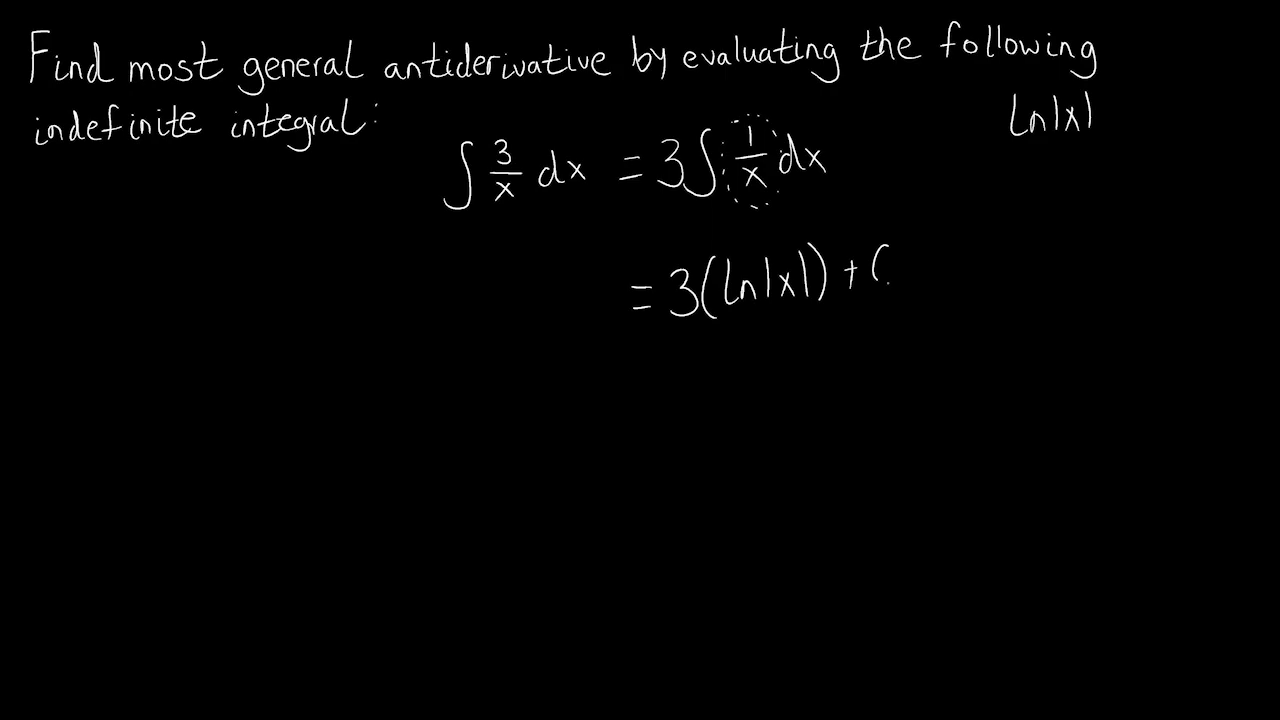 Find most general antiderivative by evaluating the following
indefinite integral:
ln|x|
∫ 3/x dx = 3∫ 1/x dx
= 3(ln|x|) + C